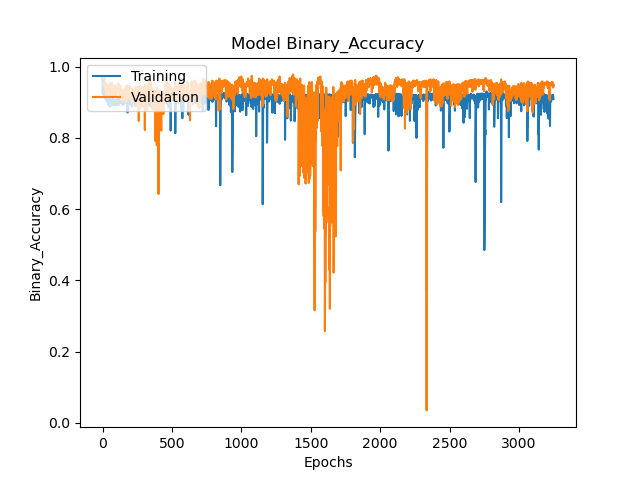 Model Binary_Accuracy
Training
Validation
1.0
0.8
0.6
0.4
0.2
0.0
Binary_Accuracy
0 500 1000 1500 2000 2500 3000
Epochs